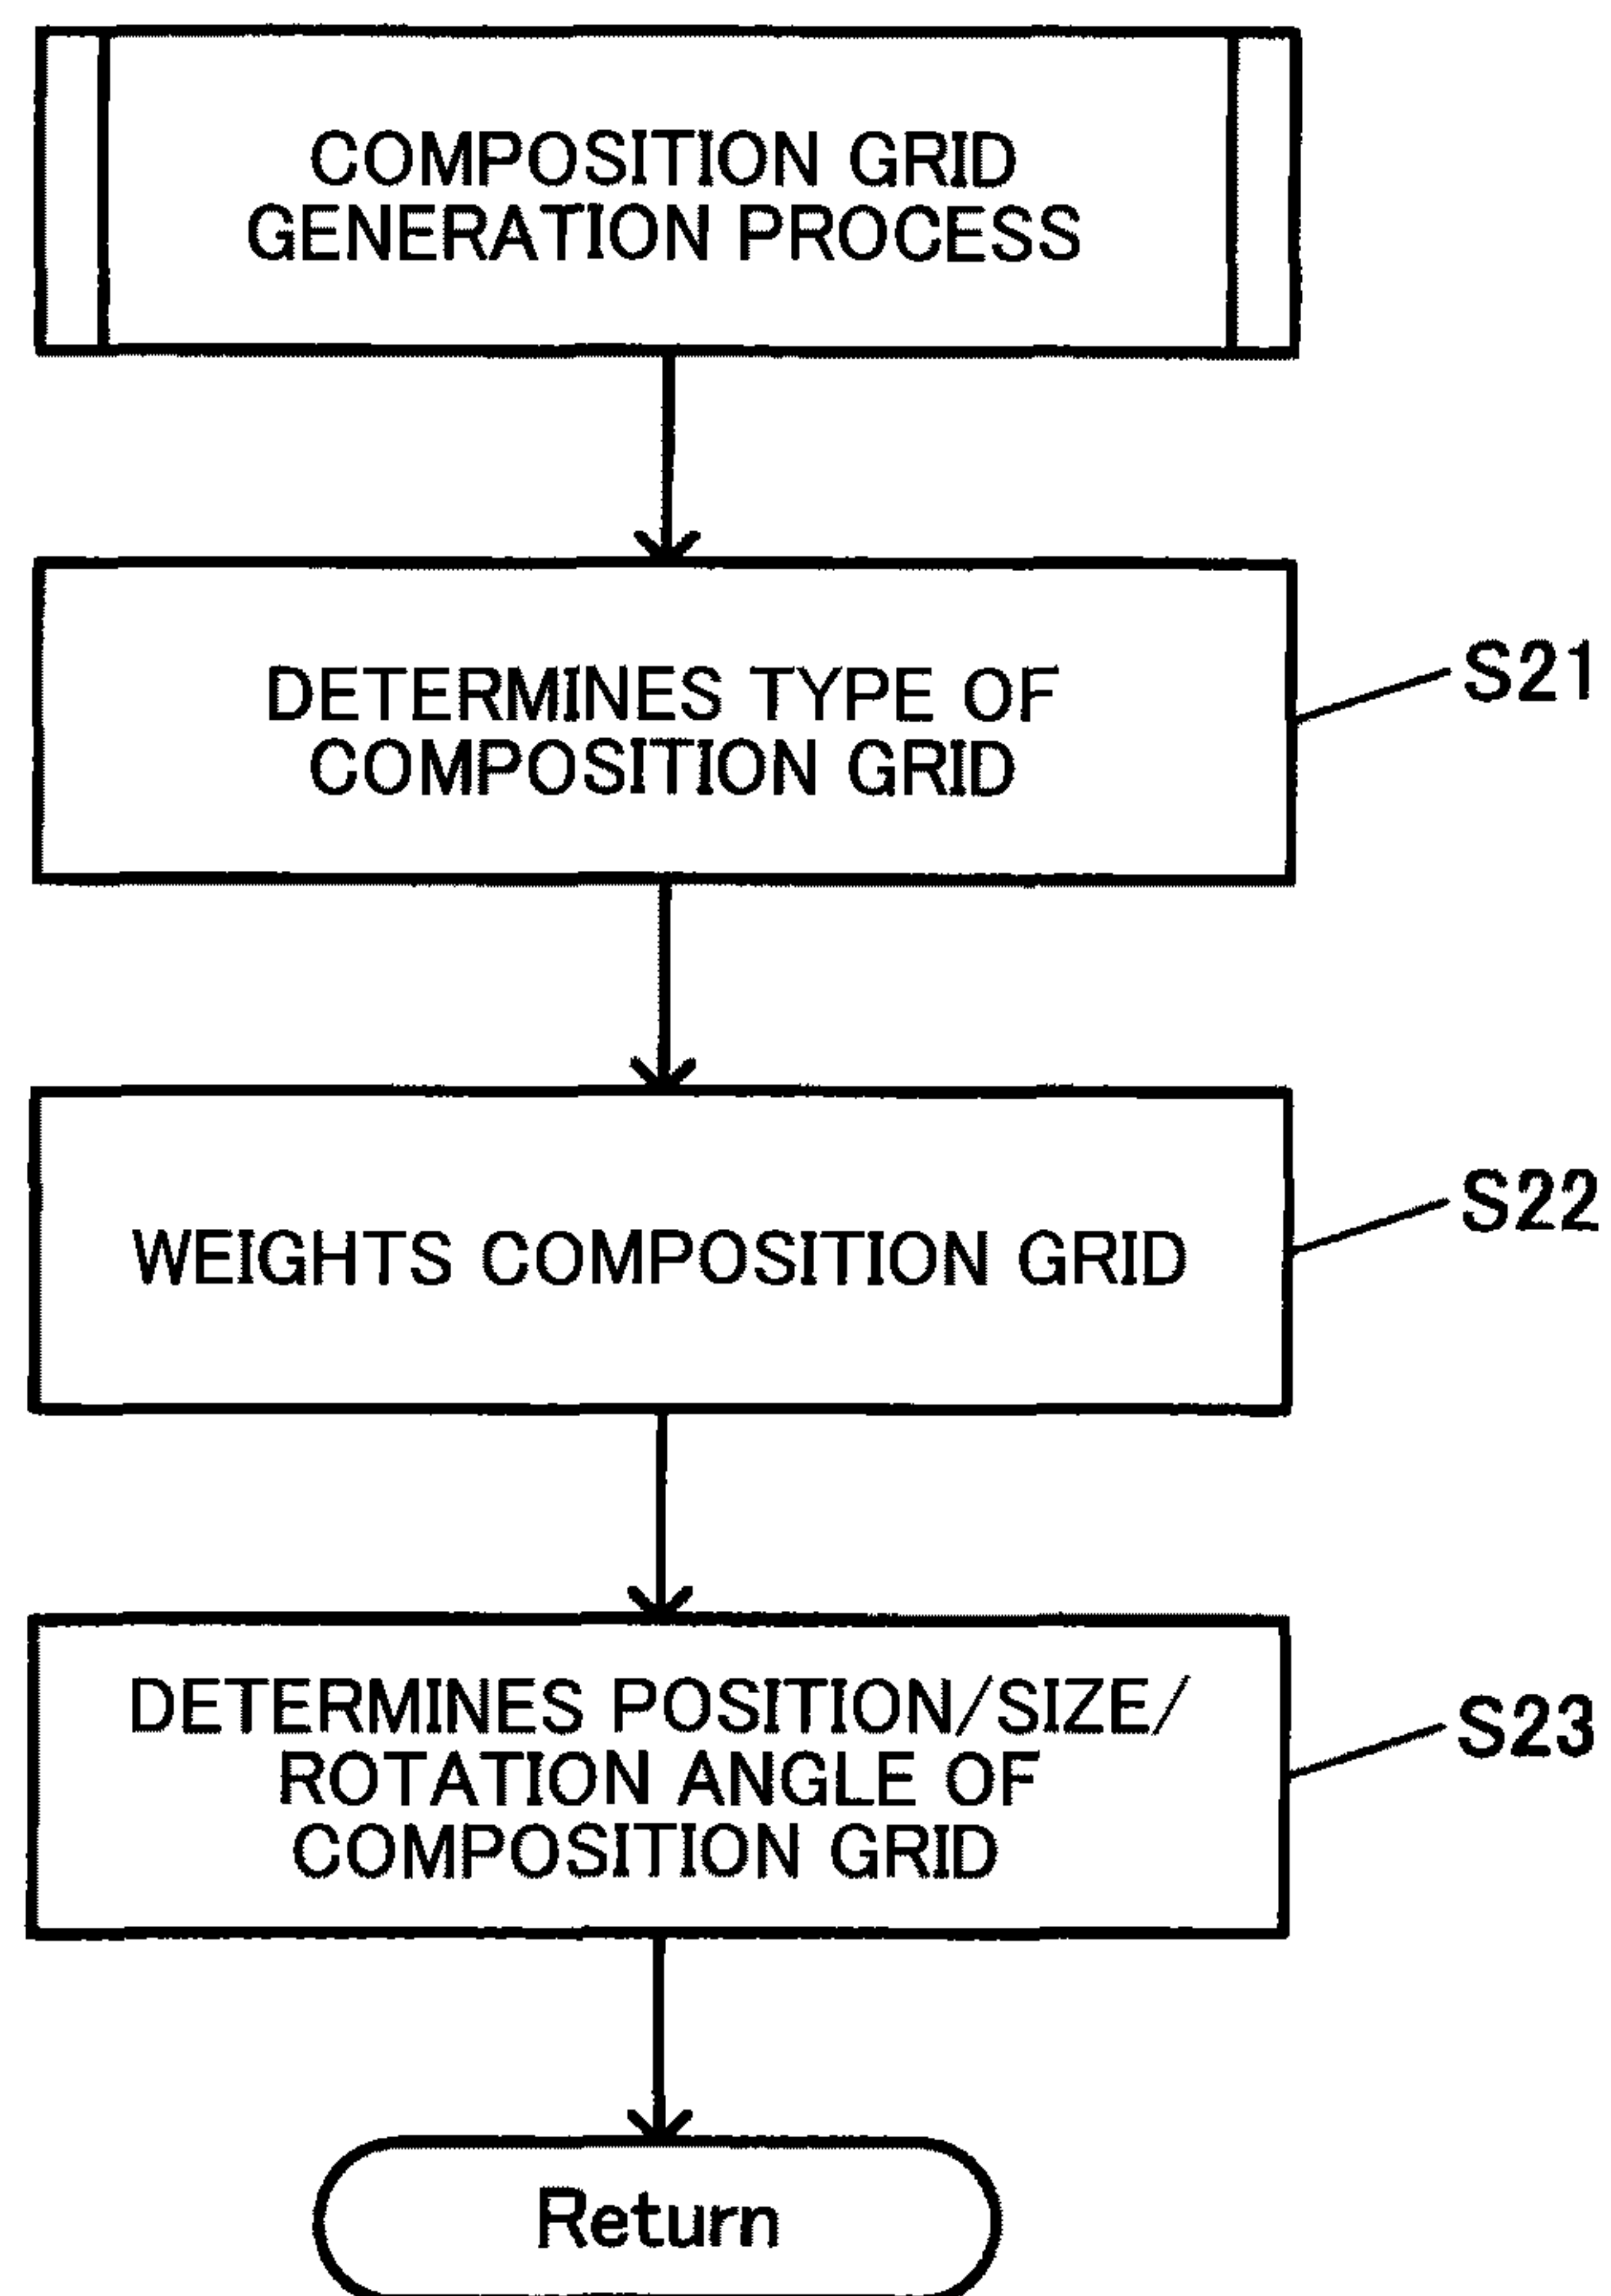 COMPOSITION GRID
GENERATION PROCESS
DETERMINES TYPE OF
COMPOSITION GRID
S21
WEIGHTS COMPOSITION GRID
S22
DETERMINES POSITION/SIZE/
ROTATION ANGLE OF
COMPOSITION GRID
S23
Return